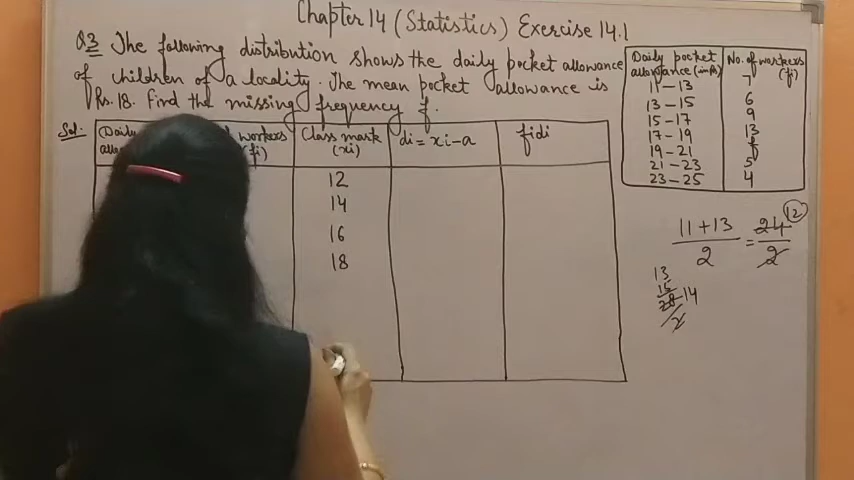 Chapter 14 (Statistics) Exercise 14.1
Q3 The following distribution shows the daily pocket allowance
of children of a locality. The mean pocket allowance is
Rs. 18. Find the missing frequency f.
Daily pocket allowance (in Rs) No. of workers (fi)
11-13 7
13-15 6
15-17 9
17-19 13
19-21 f
21-23 5
23-25 4
Sol.
Daily workers (fi) Class mark (xi) di = xi - a fidi
12
14
16
18
11+13 / 2 = 24 / 2 12
13
15
28 14
2